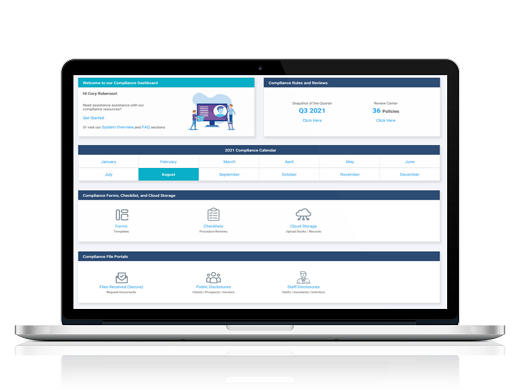 Welcome to our Compliance Dashboard
Hi Cory Roberson!
Need assistance assistance with our
compliance resources?
Get Started
Or visit our System Overview and FAQ sections
Compliance Rules and Reviews
Snapshot of the Quarter
Q3 2021
Click Here
Review Center
36 Policies
Click Here
2021 Compliance Calendar
January February March April May June
July August September October November December
Compliance Forms, Checklist, and Cloud Storage
Forms
Templates
Checklists
Procedure Reviews
Cloud Storage
Upload Books / Records
Compliance File Portals
Files Received (Secure)
Request Documents
Public Disclosures
Clients / Prospects / Vendors
Staff Disclosures